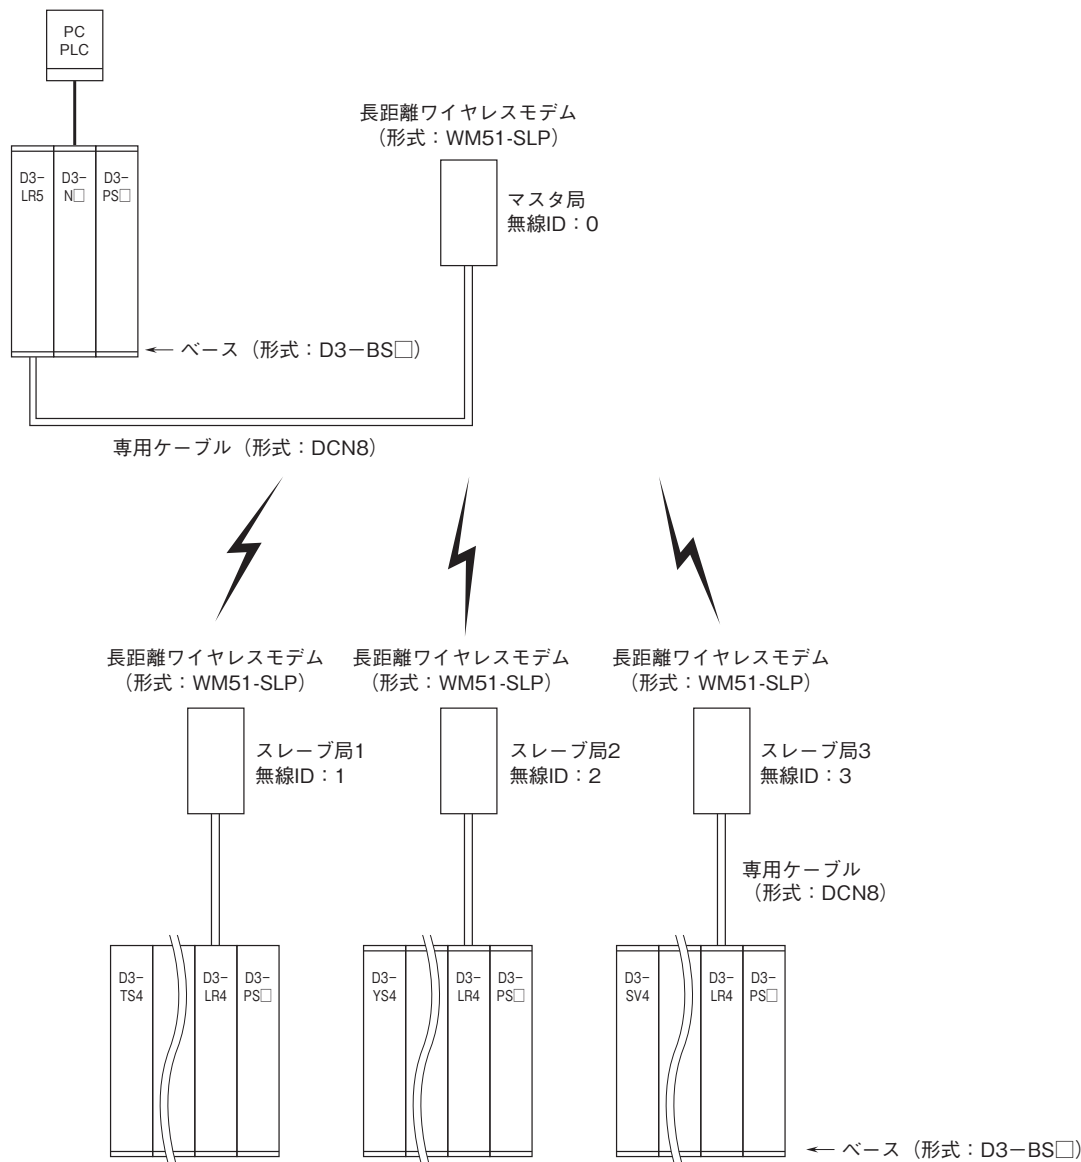 PC
PLC
長距離ワイヤレスモデム
（形式：WM51-SLP）
D3−
LR5
D3−
N□
D3−
PS□
マスタ局
無線ID：0
← ベース（形式：D3−BS□）
専用ケーブル（形式：DCN8）
長距離ワイヤレスモデム
（形式：WM51-SLP）
長距離ワイヤレスモデム
（形式：WM51-SLP）
長距離ワイヤレスモデム
（形式：WM51-SLP）
スレーブ局1
無線ID：1
スレーブ局2
無線ID：2
スレーブ局3
無線ID：3
専用ケーブル
（形式：DCN8）
D3−
TS4
D3−
LR4
D3−
PS□
D3−
YS4
D3−
LR4
D3−
PS□
D3−
SV4
D3−
LR4
D3−
PS□
← ベース（形式：D3−BS□）